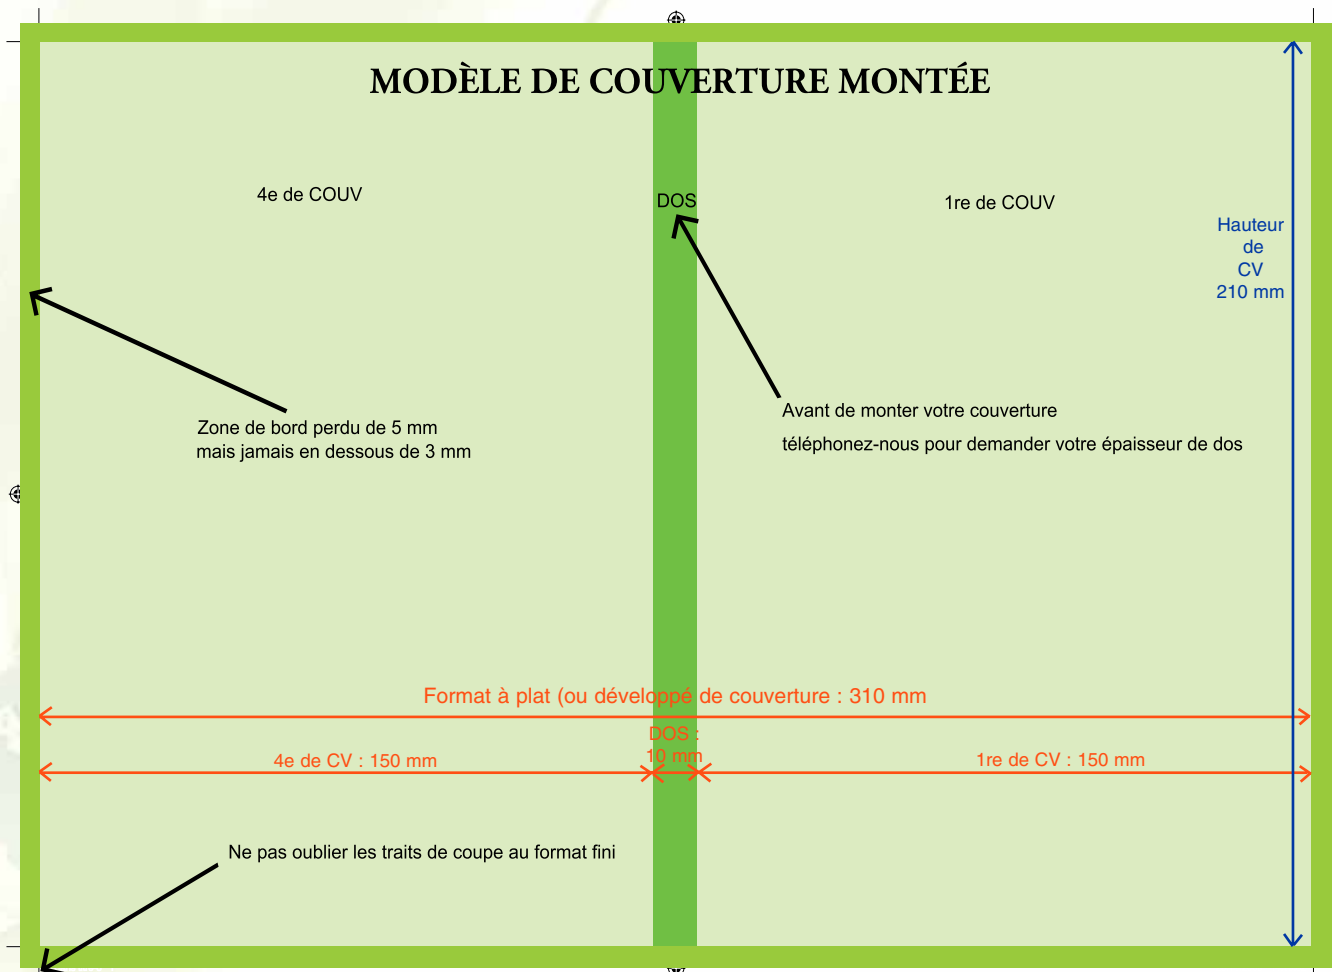 MODÈLE DE COUVERTURE MONTÉE
4e de COUV
DOS
1re de COUV
Hauteur
de
CV
210 mm
Avant de monter votre couverture
téléphonez-nous pour demander votre épaisseur de dos
Zone de bord perdu de 5 mm
mais jamais en dessous de 3 mm
Format à plat (ou développé de couverture : 310 mm
DOS :
10 mm
4e de CV : 150 mm
1re de CV : 150 mm
Ne pas oublier les traits de coupe au format fini